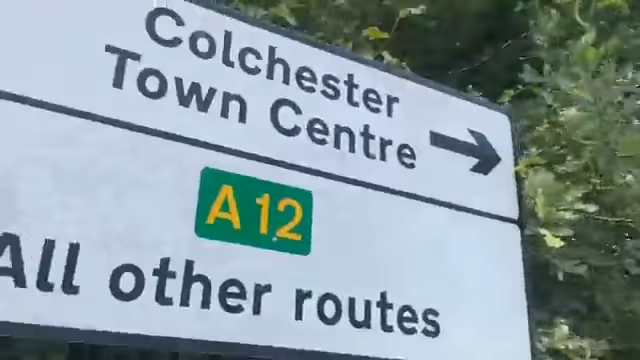 Colchester
Town Centre
A 12
All other routes